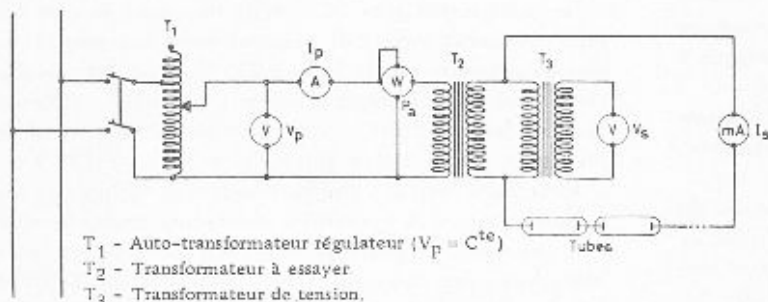 T1
Ip
A
W
Pa
T2
T3
V
Vp
V
Vs
mA
Is
Tubes
T1 - Auto-transformateur régulateur (Vp = Cte)
T2 - Transformateur à essayer
T3 - Transformateur de tension.